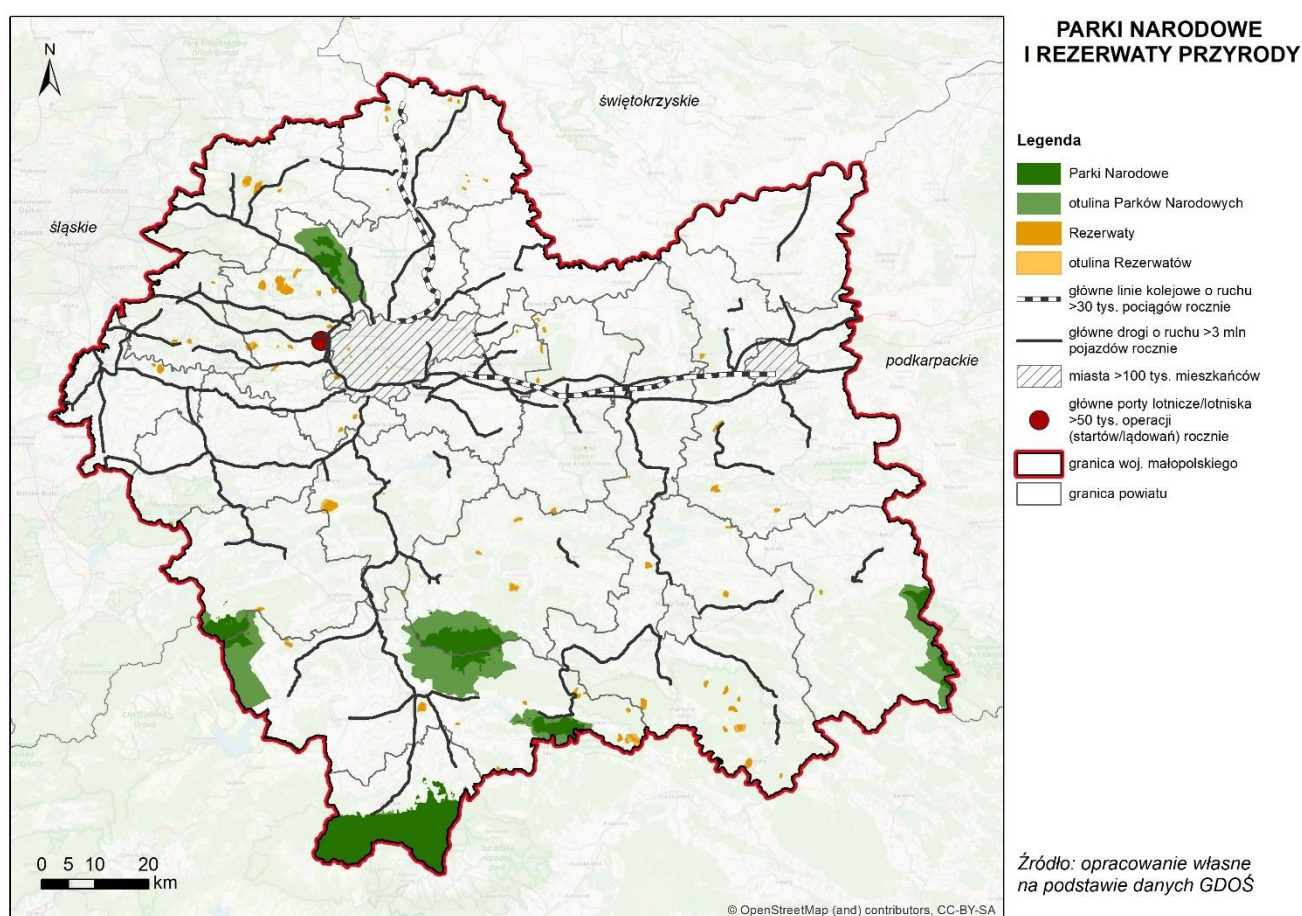 PARKI NARODOWE
I REZERWATY PRZYRODY
N
świętokrzyskie
śląskie
podkarpackie
Legenda
Parki Narodowe
otulina Parków Narodowych
Rezerwaty
otulina Rezerwatów
główne linie kolejowe o ruchu
>30 tys. pociągów rocznie
główne drogi o ruchu >3 mln
pojazdów rocznie
miasta >100 tys. mieszkańców
główne porty lotnicze/lotniska
>50 tys. operacji
(startów/lądowań) rocznie
granica woj. małopolskiego
granica powiatu
0 5 10 20
km
Źródło: opracowanie własne
na podstawie danych GDOŚ
© OpenStreetMap (and) contributors, CC-BY-SA